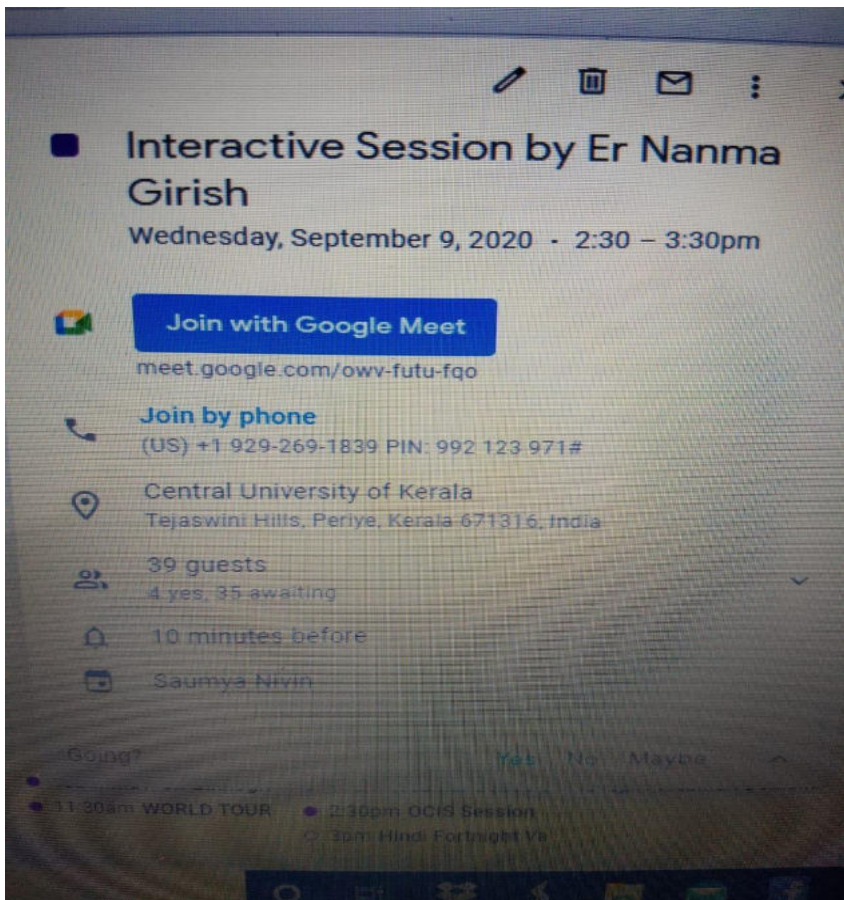 Interactive Session by Er Nanma
Girish
Wednesday, September 9, 2020 · 2:30 – 3:30pm
Join with Google Meet
meet.google.com/owv-futu-fqo
Join by phone
(US) +1 929-269-1839 PIN: 992 123 971#
Central University of Kerala
Tejaswini Hills, Periye, Kerala 671316, India
39 guests
4 yes, 35 awaiting
10 minutes before
Saumya Nivin
Going? Yes No Maybe
11:30am WORLD TOUR 2:30pm OCIS Session
3pm Hindi Fortnight Va